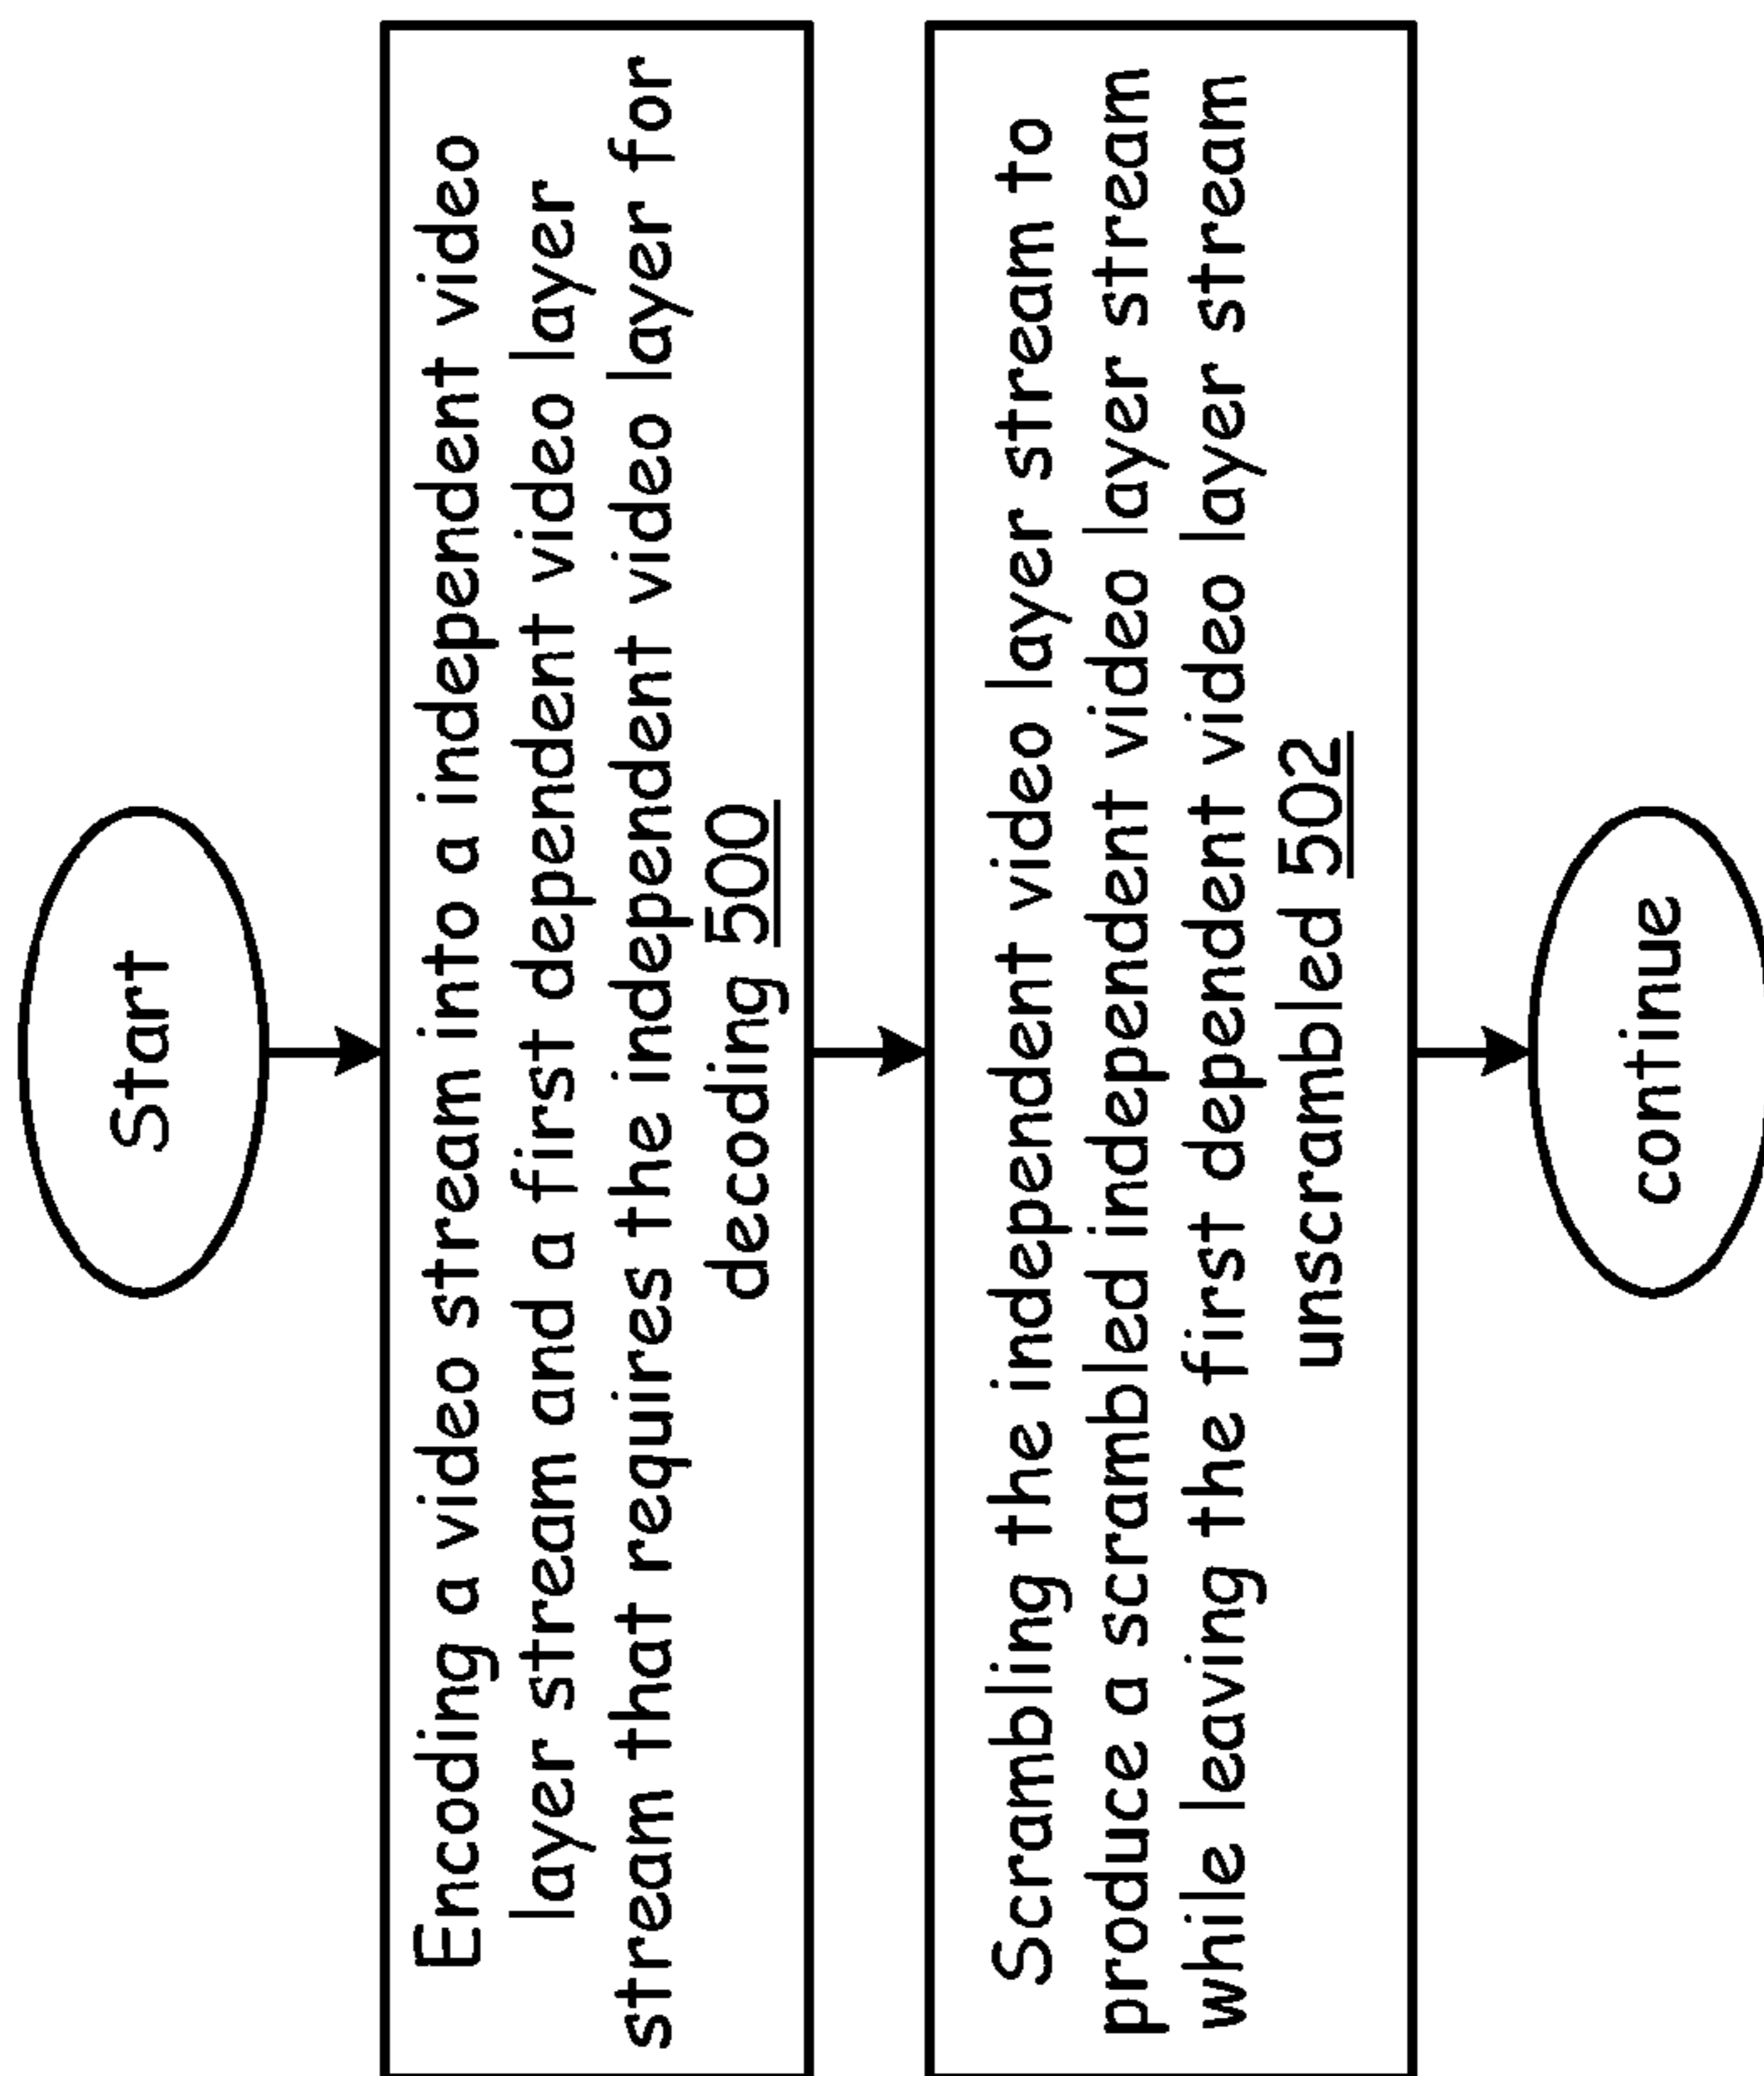 Start
Encoding a video stream into a independent video
layer stream and a first dependent video layer
stream that requires the independent video layer for
decoding 500
Scrambling the independent video layer stream to
produce a scrambled independent video layer stream
while leaving the first dependent video layer stream
unscrambled 502
continue